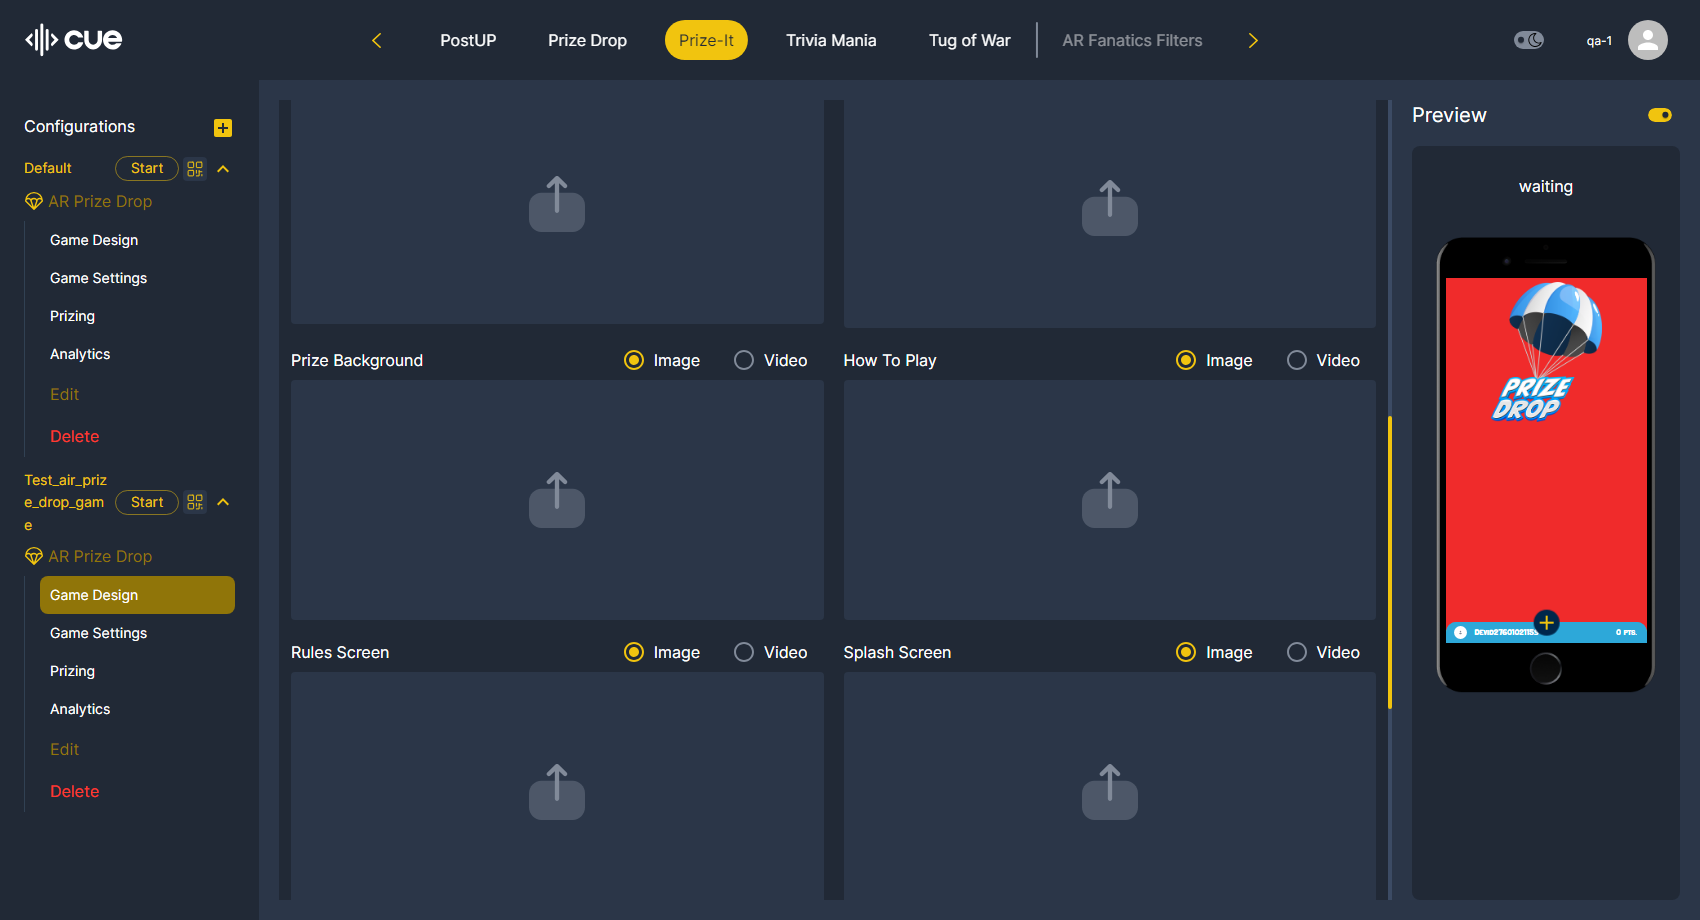 cue
PostUP
Prize Drop
Prize-It
Trivia Mania
Tug of War
AR Fanatics Filters
qa-1
Configurations
Default
Start
AR Prize Drop
Game Design
Game Settings
Prizing
Analytics
Edit
Delete
Test_air_priz
e_drop_gam
e
Start
AR Prize Drop
Game Design
Game Settings
Prizing
Analytics
Edit
Delete
Prize Background
Image
Video
How To Play
Image
Video
Rules Screen
Image
Video
Splash Screen
Image
Video
Preview
waiting
PRIZE
DROP
0 PTS.